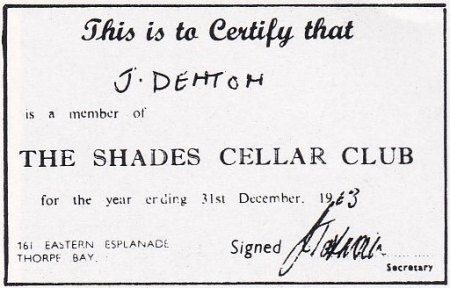 This is to Certify that
J. DENTON
is a member of
THE SHADES CELLAR CLUB
for the year ending 31st December, 1963
161 EASTERN ESPLANADE
THORPE BAY.
Signed
Secretary